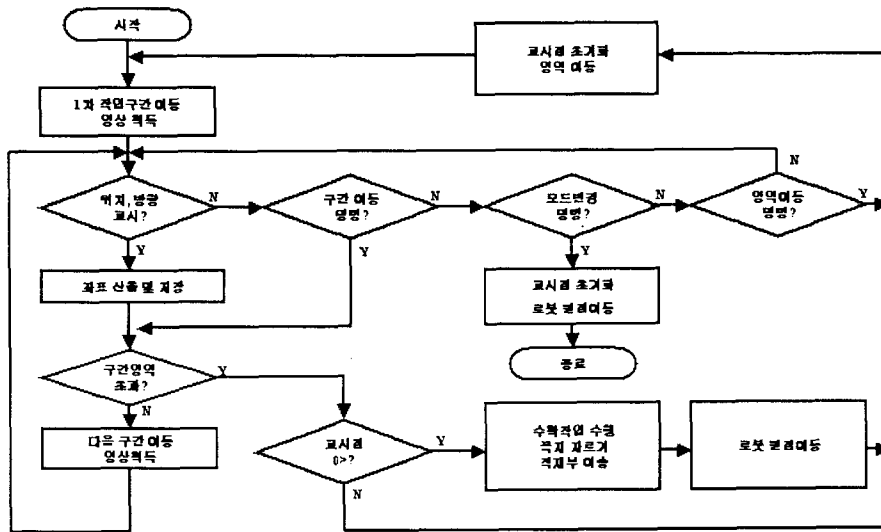 시작
교시점 초기화
영역 이동
1차 작업구간 이동
영상 획득
N
위치, 방향
교시?
N
구간 이동
명령?
N
모드변경
명령?
N
영역이동
명령?
Y
Y
Y
Y
좌표 산출 및 저장
교시점 초기화
로봇 원점이동
종료
구간영역
초과?
Y
N
다음 구간 이동
영상획득
교시점
0>?
Y
N
수확작업 수행
꼭지 자르기
적재부 이송
로봇 원점이동